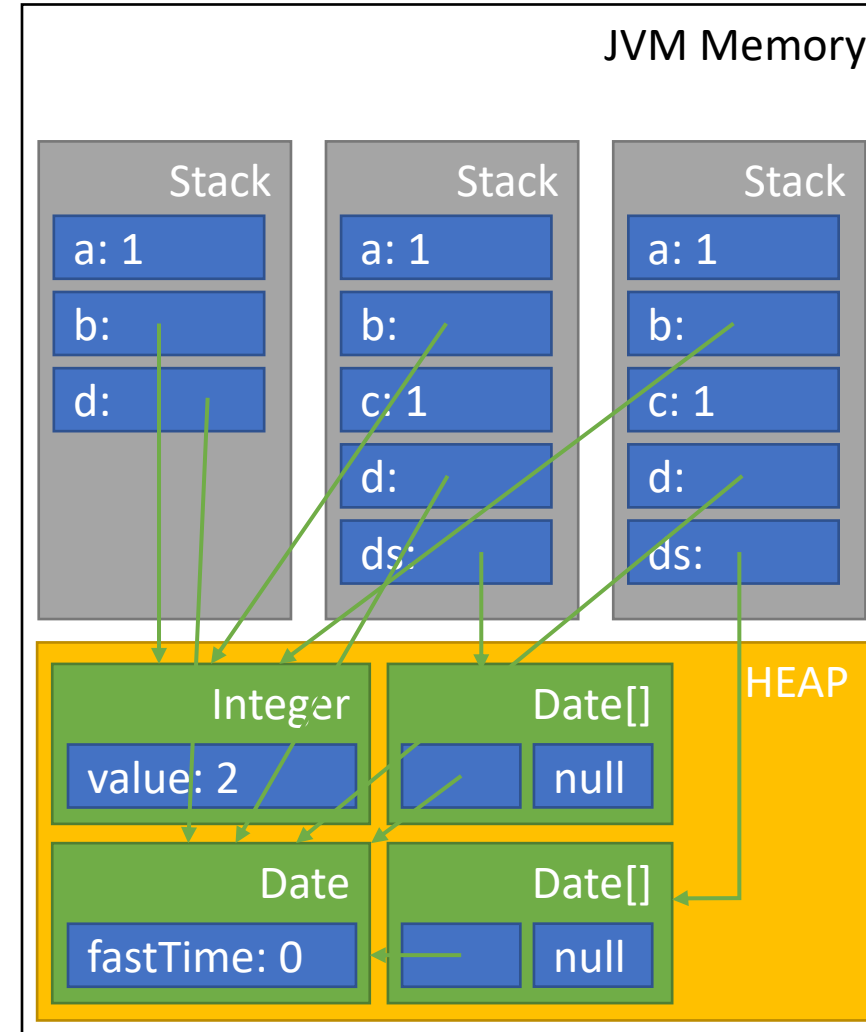 JVM Memory
Stack
a: 1
b:
d:
Stack
a: 1
b:
c: 1
d:
ds:
Stack
a: 1
b:
c: 1
d:
ds:
HEAP
Integer
value: 2
Date[]
null
Date
fastTime: 0
Date[]
null